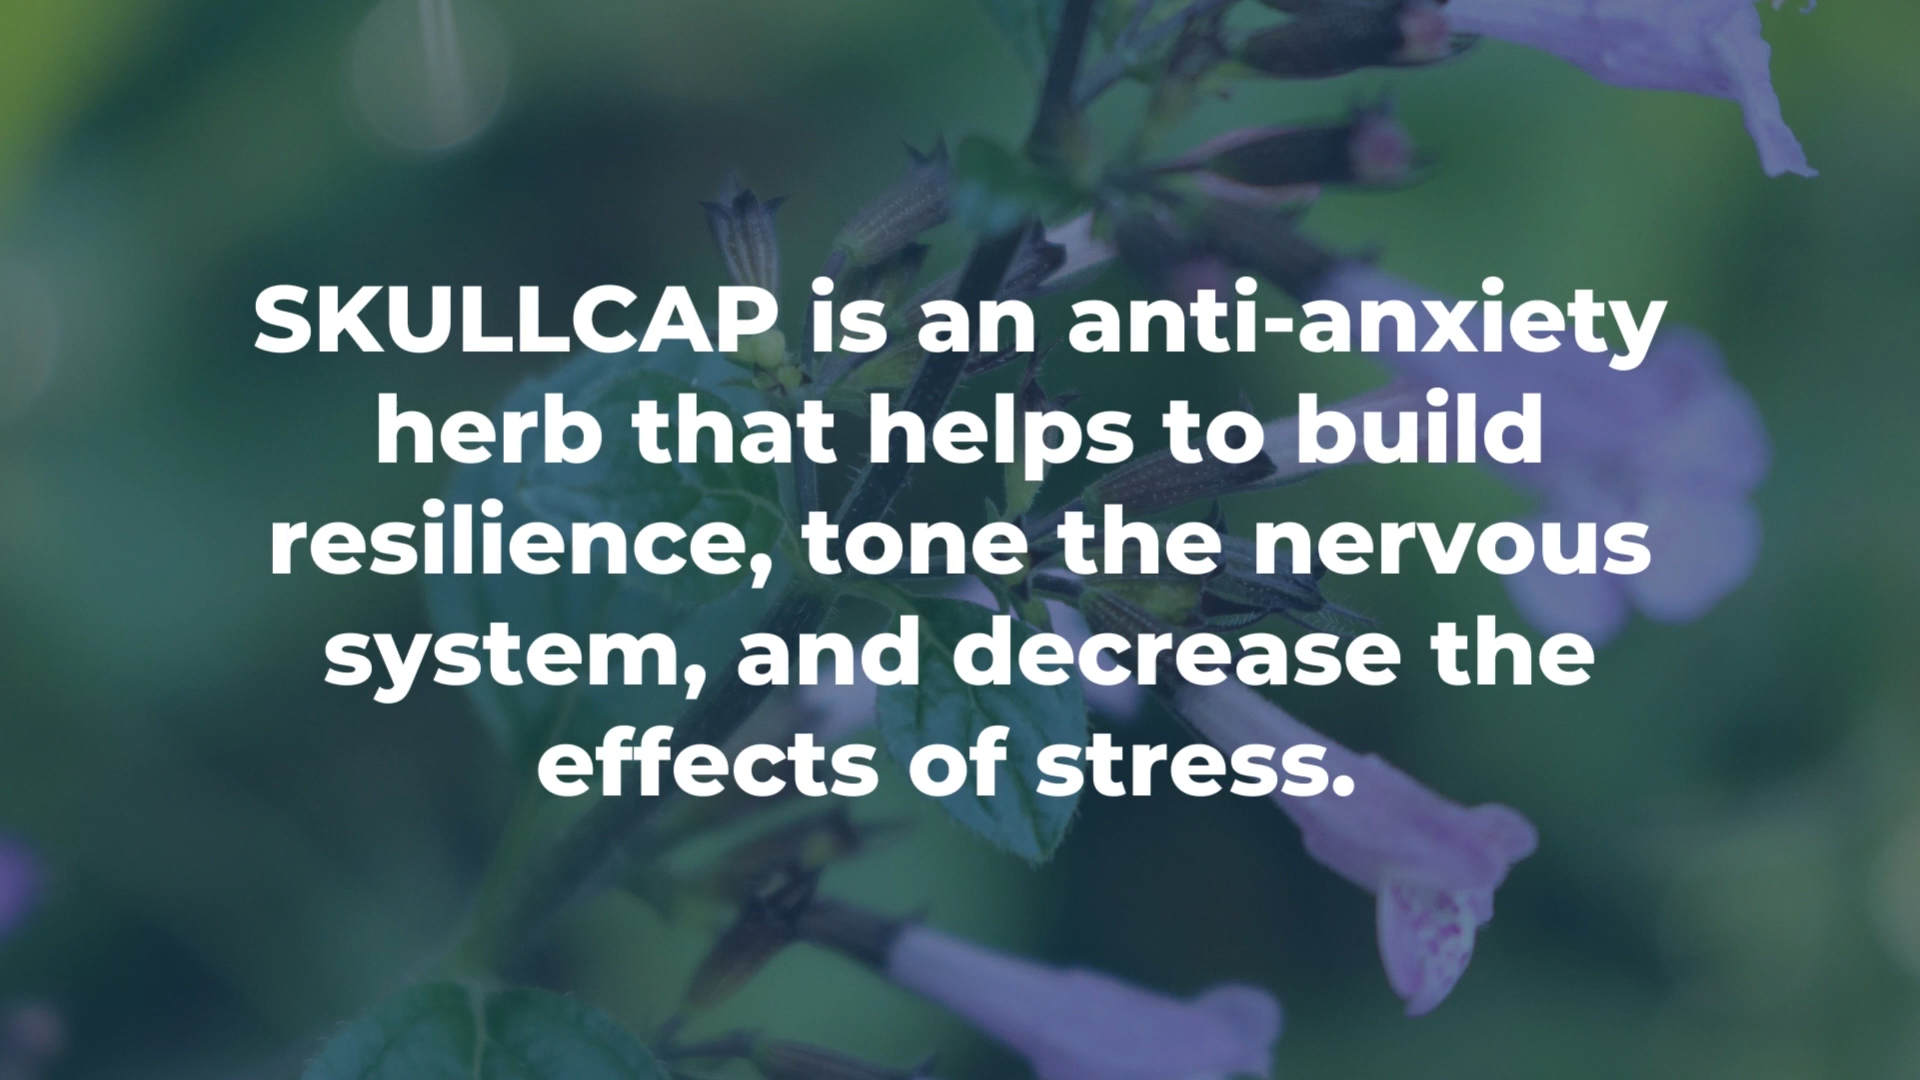 SKULLCAP is an anti-anxiety
herb that helps to build
resilience, tone the nervous
system, and decrease the
effects of stress.